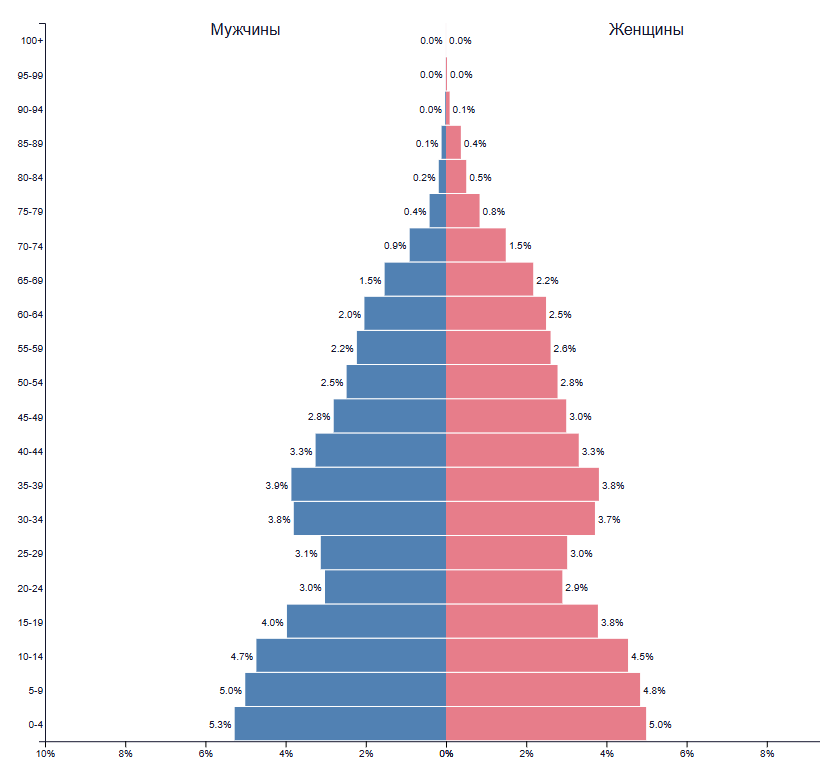 Мужчины Женщины
100+ 0.0% 0.0%
95-99 0.0% 0.0%
90-94 0.0% 0.1%
85-89 0.1% 0.4%
80-84 0.2% 0.5%
75-79 0.4% 0.8%
70-74 0.9% 1.5%
65-69 1.5% 2.2%
60-64 2.0% 2.5%
55-59 2.2% 2.6%
50-54 2.5% 2.8%
45-49 2.8% 3.0%
40-44 3.3% 3.3%
35-39 3.9% 3.8%
30-34 3.8% 3.7%
25-29 3.1% 3.0%
20-24 3.0% 2.9%
15-19 4.0% 3.8%
10-14 4.7% 4.5%
5-9 5.0% 4.8%
0-4 5.3% 5.0%
10% 8% 6% 4% 2% 0% 2% 4% 6% 8%